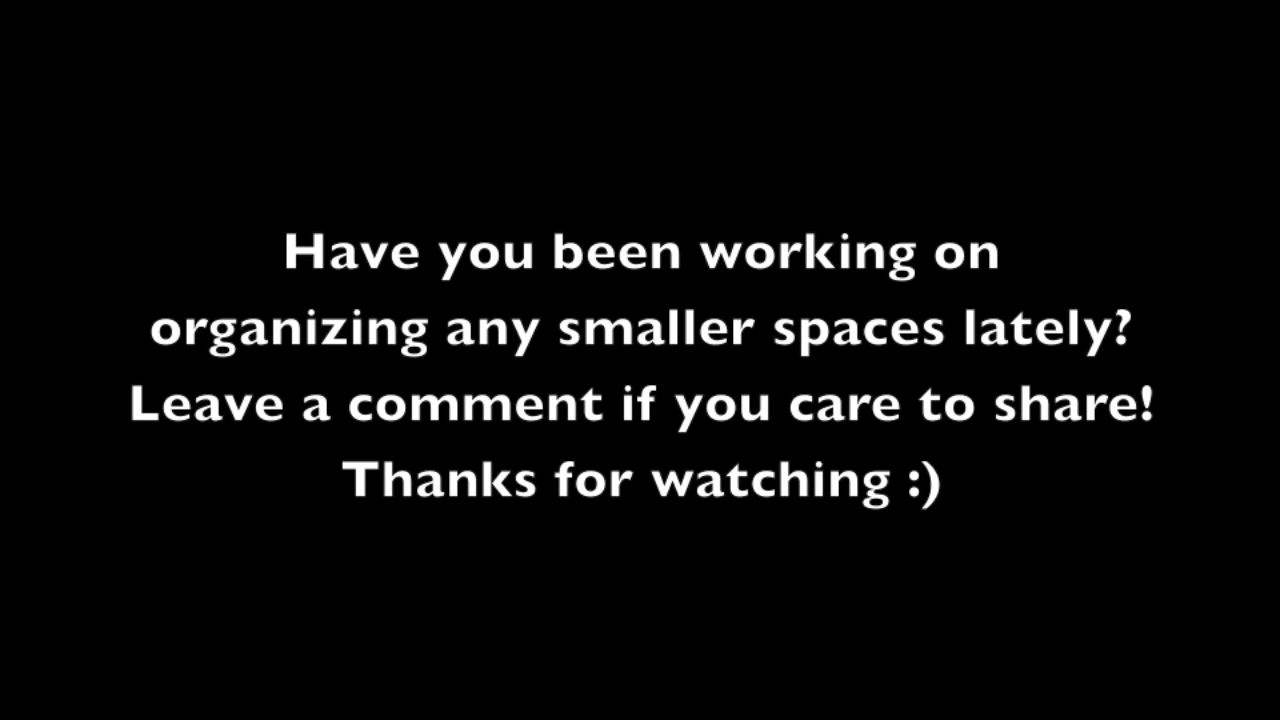 Have you been working on
organizing any smaller spaces lately?
Leave a comment if you care to share!
Thanks for watching :)